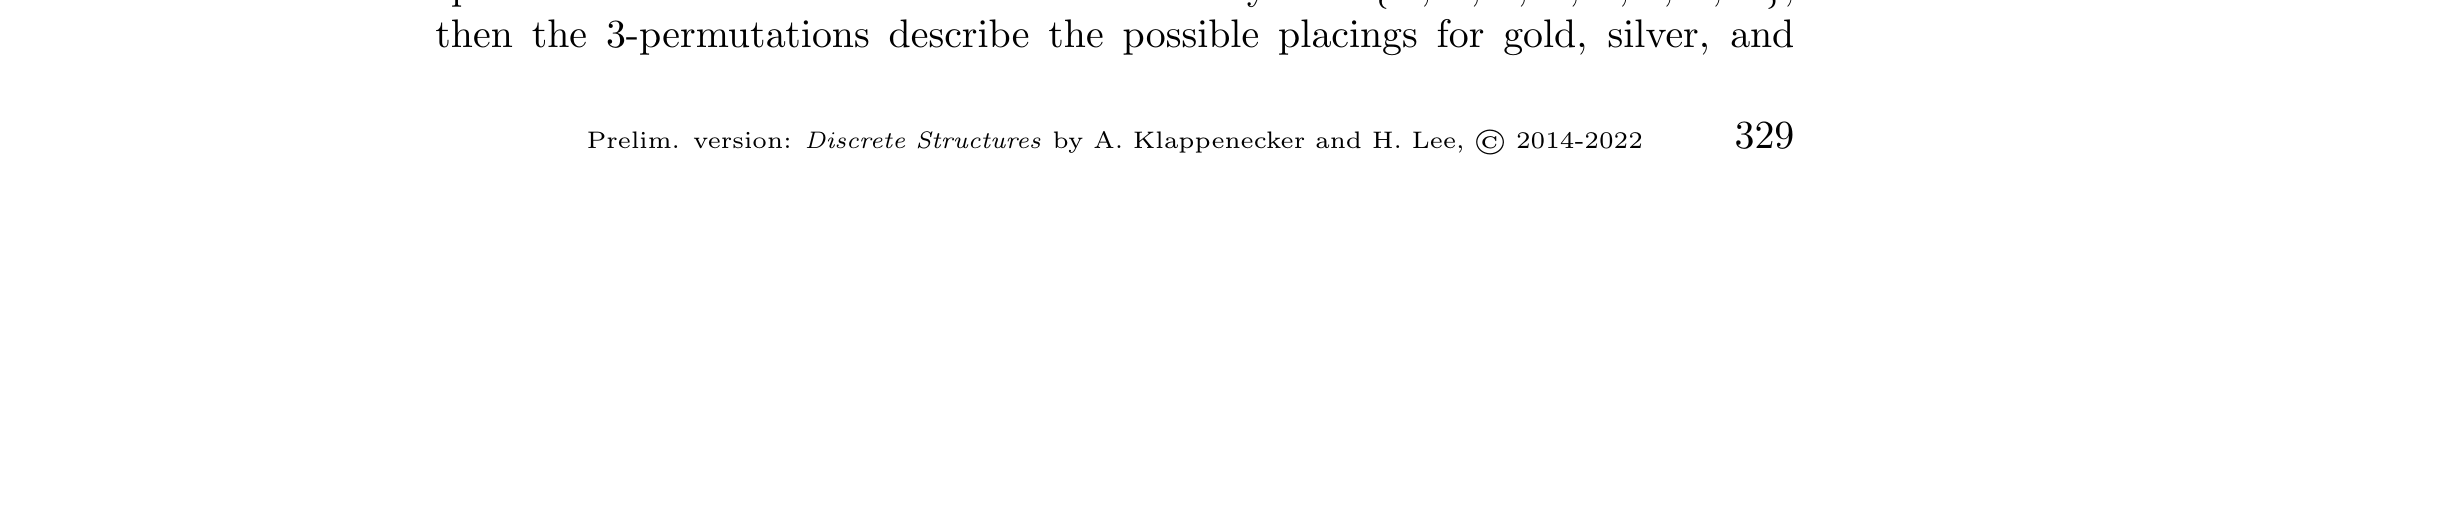 then the 3-permutations describe the possible placings for gold, silver, and
Prelim. version: Discrete Structures by A. Klappenecker and H. Lee, © 2014-2022 329